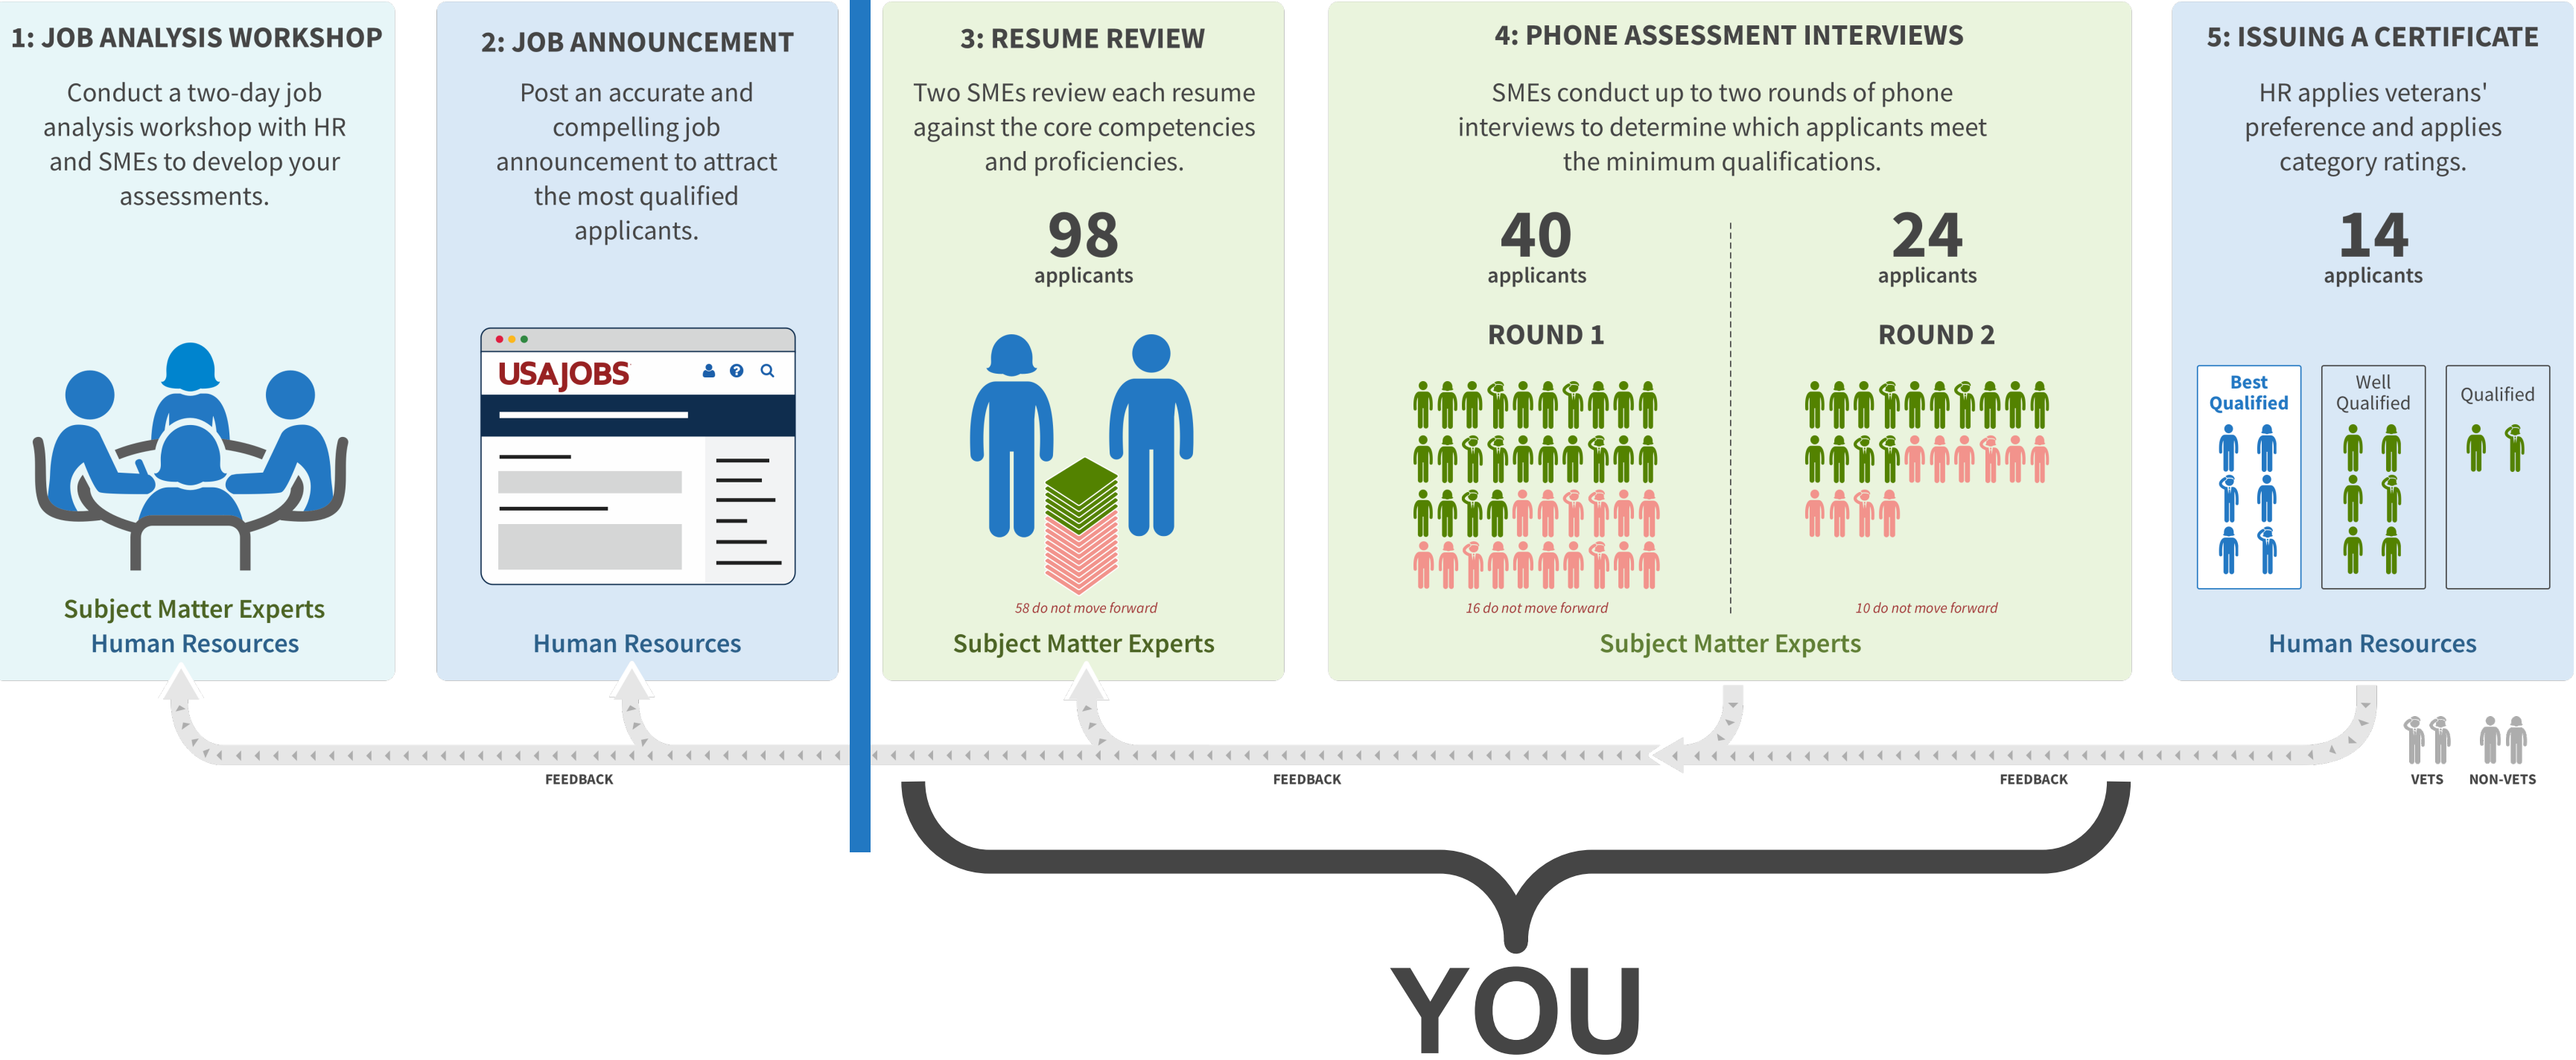 1: JOB ANALYSIS WORKSHOP
Conduct a two-day job
analysis workshop with HR
and SMEs to develop your
assessments.
Subject Matter Experts
Human Resources
2: JOB ANNOUNCEMENT
Post an accurate and
compelling job
announcement to attract
the most qualified
applicants.
USAJOBS
Human Resources
3: RESUME REVIEW
Two SMEs review each resume
against the core competencies
and proficiencies.
98
applicants
58 do not move forward
Subject Matter Experts
4: PHONE ASSESSMENT INTERVIEWS
SMEs conduct up to two rounds of phone
interviews to determine which applicants meet
the minimum qualifications.
40
applicants
ROUND 1
16 do not move forward
24
applicants
ROUND 2
10 do not move forward
Subject Matter Experts
5: ISSUING A CERTIFICATE
HR applies veterans'
preference and applies
category ratings.
14
applicants
Best
Qualified
Well
Qualified
Qualified
Human Resources
FEEDBACK
FEEDBACK
FEEDBACK
VETS
NON-VETS
YOU